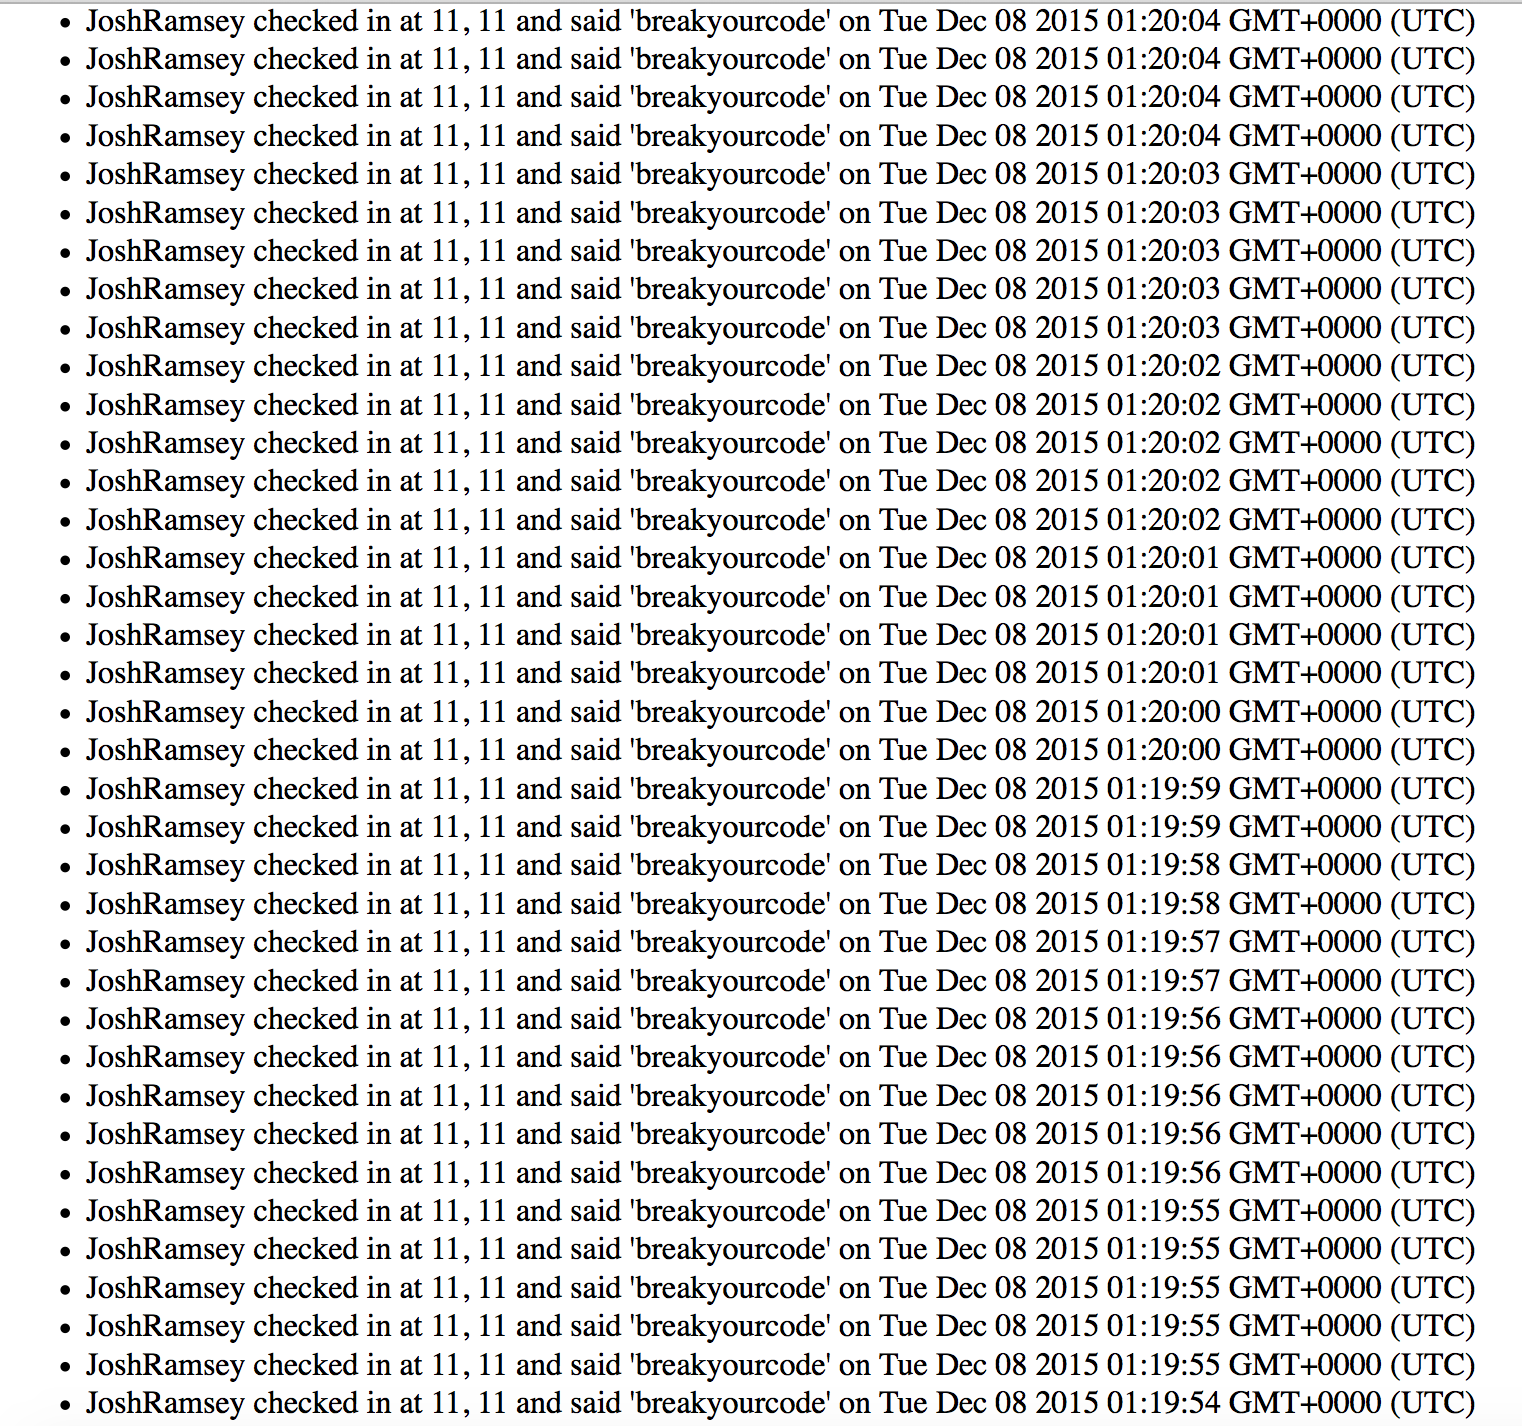 • JoshRamsey checked in at 11, 11 and said 'breakyourcode' on Tue Dec 08 2015 01:20:04 GMT+0000 (UTC)
• JoshRamsey checked in at 11, 11 and said 'breakyourcode' on Tue Dec 08 2015 01:20:04 GMT+0000 (UTC)
• JoshRamsey checked in at 11, 11 and said 'breakyourcode' on Tue Dec 08 2015 01:20:04 GMT+0000 (UTC)
• JoshRamsey checked in at 11, 11 and said 'breakyourcode' on Tue Dec 08 2015 01:20:04 GMT+0000 (UTC)
• JoshRamsey checked in at 11, 11 and said 'breakyourcode' on Tue Dec 08 2015 01:20:03 GMT+0000 (UTC)
• JoshRamsey checked in at 11, 11 and said 'breakyourcode' on Tue Dec 08 2015 01:20:03 GMT+0000 (UTC)
• JoshRamsey checked in at 11, 11 and said 'breakyourcode' on Tue Dec 08 2015 01:20:03 GMT+0000 (UTC)
• JoshRamsey checked in at 11, 11 and said 'breakyourcode' on Tue Dec 08 2015 01:20:03 GMT+0000 (UTC)
• JoshRamsey checked in at 11, 11 and said 'breakyourcode' on Tue Dec 08 2015 01:20:03 GMT+0000 (UTC)
• JoshRamsey checked in at 11, 11 and said 'breakyourcode' on Tue Dec 08 2015 01:20:02 GMT+0000 (UTC)
• JoshRamsey checked in at 11, 11 and said 'breakyourcode' on Tue Dec 08 2015 01:20:02 GMT+0000 (UTC)
• JoshRamsey checked in at 11, 11 and said 'breakyourcode' on Tue Dec 08 2015 01:20:02 GMT+0000 (UTC)
• JoshRamsey checked in at 11, 11 and said 'breakyourcode' on Tue Dec 08 2015 01:20:02 GMT+0000 (UTC)
• JoshRamsey checked in at 11, 11 and said 'breakyourcode' on Tue Dec 08 2015 01:20:02 GMT+0000 (UTC)
• JoshRamsey checked in at 11, 11 and said 'breakyourcode' on Tue Dec 08 2015 01:20:01 GMT+0000 (UTC)
• JoshRamsey checked in at 11, 11 and said 'breakyourcode' on Tue Dec 08 2015 01:20:01 GMT+0000 (UTC)
• JoshRamsey checked in at 11, 11 and said 'breakyourcode' on Tue Dec 08 2015 01:20:01 GMT+0000 (UTC)
• JoshRamsey checked in at 11, 11 and said 'breakyourcode' on Tue Dec 08 2015 01:20:01 GMT+0000 (UTC)
• JoshRamsey checked in at 11, 11 and said 'breakyourcode' on Tue Dec 08 2015 01:20:00 GMT+0000 (UTC)
• JoshRamsey checked in at 11, 11 and said 'breakyourcode' on Tue Dec 08 2015 01:20:00 GMT+0000 (UTC)
• JoshRamsey checked in at 11, 11 and said 'breakyourcode' on Tue Dec 08 2015 01:19:59 GMT+0000 (UTC)
• JoshRamsey checked in at 11, 11 and said 'breakyourcode' on Tue Dec 08 2015 01:19:59 GMT+0000 (UTC)
• JoshRamsey checked in at 11, 11 and said 'breakyourcode' on Tue Dec 08 2015 01:19:58 GMT+0000 (UTC)
• JoshRamsey checked in at 11, 11 and said 'breakyourcode' on Tue Dec 08 2015 01:19:58 GMT+0000 (UTC)
• JoshRamsey checked in at 11, 11 and said 'breakyourcode' on Tue Dec 08 2015 01:19:57 GMT+0000 (UTC)
• JoshRamsey checked in at 11, 11 and said 'breakyourcode' on Tue Dec 08 2015 01:19:57 GMT+0000 (UTC)
• JoshRamsey checked in at 11, 11 and said 'breakyourcode' on Tue Dec 08 2015 01:19:56 GMT+0000 (UTC)
• JoshRamsey checked in at 11, 11 and said 'breakyourcode' on Tue Dec 08 2015 01:19:56 GMT+0000 (UTC)
• JoshRamsey checked in at 11, 11 and said 'breakyourcode' on Tue Dec 08 2015 01:19:56 GMT+0000 (UTC)
• JoshRamsey checked in at 11, 11 and said 'breakyourcode' on Tue Dec 08 2015 01:19:56 GMT+0000 (UTC)
• JoshRamsey checked in at 11, 11 and said 'breakyourcode' on Tue Dec 08 2015 01:19:56 GMT+0000 (UTC)
• JoshRamsey checked in at 11, 11 and said 'breakyourcode' on Tue Dec 08 2015 01:19:55 GMT+0000 (UTC)
• JoshRamsey checked in at 11, 11 and said 'breakyourcode' on Tue Dec 08 2015 01:19:55 GMT+0000 (UTC)
• JoshRamsey checked in at 11, 11 and said 'breakyourcode' on Tue Dec 08 2015 01:19:55 GMT+0000 (UTC)
• JoshRamsey checked in at 11, 11 and said 'breakyourcode' on Tue Dec 08 2015 01:19:55 GMT+0000 (UTC)
• JoshRamsey checked in at 11, 11 and said 'breakyourcode' on Tue Dec 08 2015 01:19:55 GMT+0000 (UTC)
• JoshRamsey checked in at 11, 11 and said 'breakyourcode' on Tue Dec 08 2015 01:19:54 GMT+0000 (UTC)